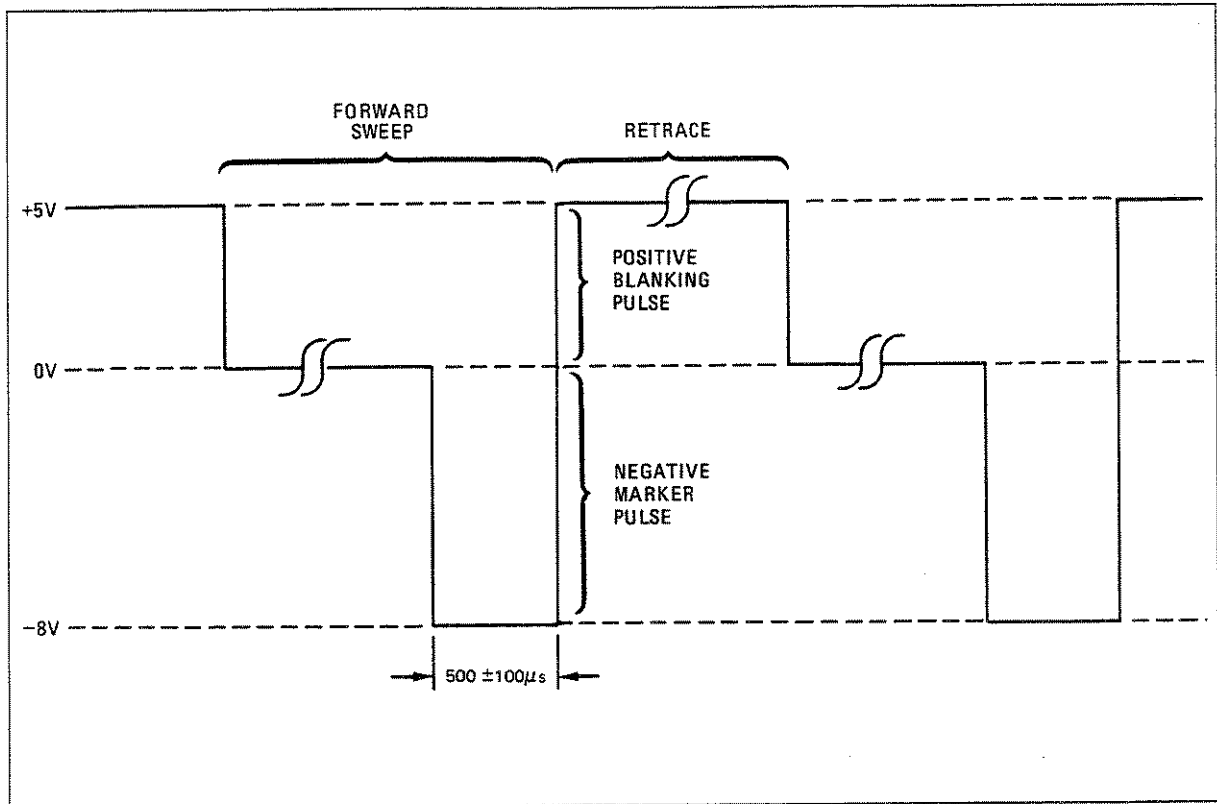 FORWARD
SWEEP
RETRACE
+5V
POSITIVE
BLANKING
PULSE
0V
NEGATIVE
MARKER
PULSE
-8V
500 ±100μs